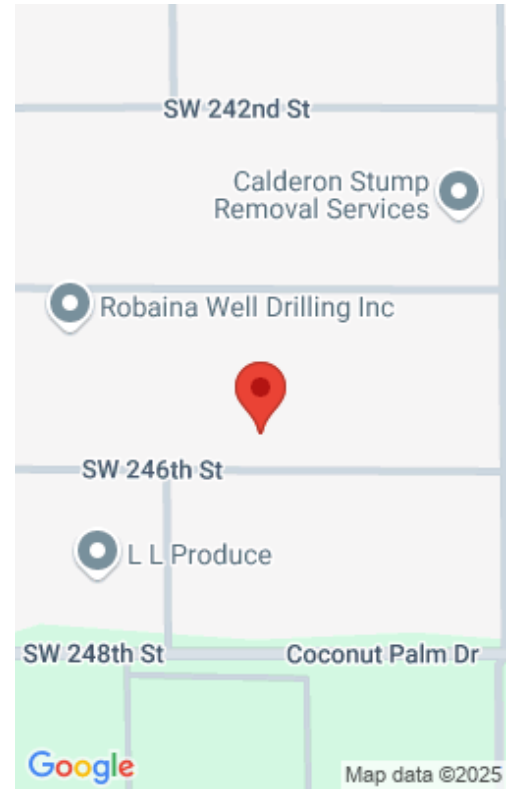 SW 242nd St
Calderon Stump
Removal Services
Robaina Well Drilling Inc
SW 246th St
L L Produce
SW 248th St
Coconut Palm Dr
Google
Map data ©2025